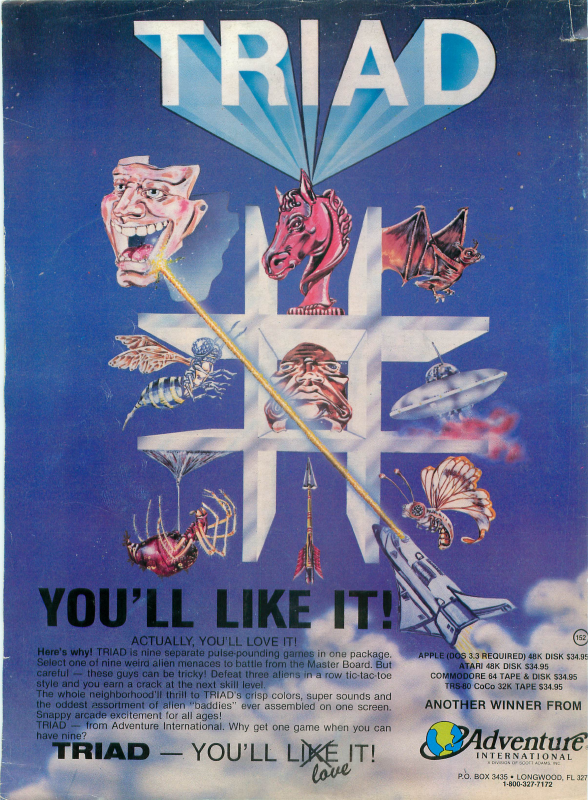 TRIAD
YOU'LL LIKE IT!
ACTUALLY, YOU'LL LOVE IT!
Here's why! TRIAD is nine separate pulse-pounding games in one package.
Select one of nine weird alien menaces to battle from the Master Board. But
careful — these guys can be tricky! Defeat three aliens in a row tic-tac-toe
style and you earn a crack at the next skill level.
The whole neighborhood'll thrill to TRIAD's crisp colors, super sounds and
the oddest assortment of alien "baddies" ever assembled on one screen.
Snappy arcade excitement for all ages!
TRIAD — from Adventure International. Why get one game when you can
have nine?
TRIAD — YOU'LL LIKE IT!
love
152
APPLE (DOS 3.3 REQUIRED) 48K DISK $34.95
ATARI 48K DISK $34.95
COMMODORE 64 TAPE & DISK $34.95
TRS-80 CoCo 32K TAPE $34.95
ANOTHER WINNER FROM
Adventure
INTERNATIONAL
A DIVISION OF SCOTT ADAMS, INC.
P.O. BOX 3435 • LONGWOOD, FL 327
1-800-327-7172